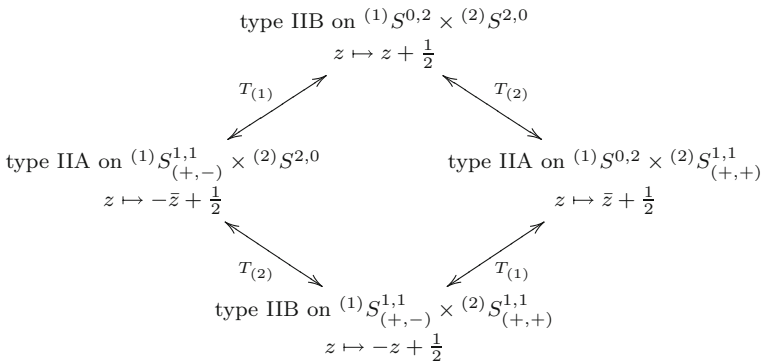 type IIB on ${}^{(1)}S^{0,2} \times {}^{(2)}S^{2,0}$
$z \mapsto z + \frac{1}{2}$
$T_{(1)}$ $T_{(2)}$
type IIA on ${}^{(1)}S^{1,1}_{(+,-)} \times {}^{(2)}S^{2,0}$ type IIA on ${}^{(1)}S^{0,2} \times {}^{(2)}S^{1,1}_{(+,+)}$
$z \mapsto -\bar{z} + \frac{1}{2}$ $z \mapsto \bar{z} + \frac{1}{2}$
$T_{(2)}$ $T_{(1)}$
type IIB on ${}^{(1)}S^{1,1}_{(+,-)} \times {}^{(2)}S^{1,1}_{(+,+)}$
$z \mapsto -z + \frac{1}{2}$